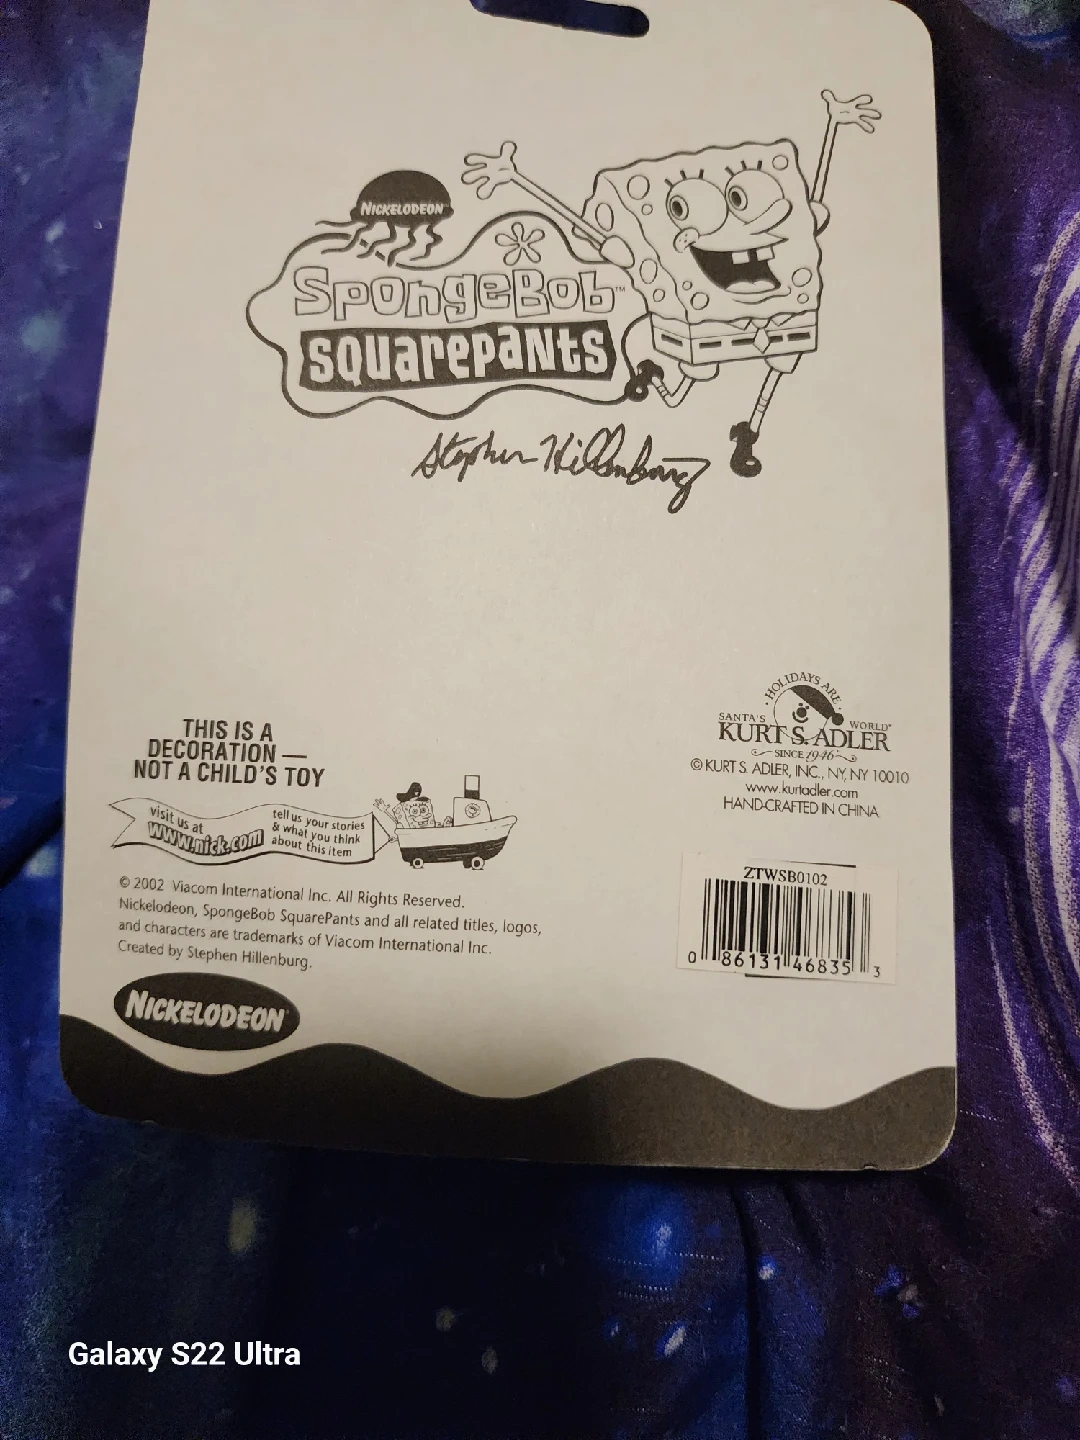 NICKELODEON™
SpongeBob™
squarepants
Stephen Hillenburg
HOLIDAYS ARE
SANTA'S WORLD®
KURT S. ADLER
SINCE 1946
© KURT S. ADLER, INC., NY, NY 10010
www.kurtadler.com
HAND-CRAFTED IN CHINA
THIS IS A
DECORATION —
NOT A CHILD'S TOY
visit us at
www.nick.com
tell us your stories
& what you think
about this item
ZTWSB0102
0 86131 46835 3
© 2002 Viacom International Inc. All Rights Reserved.
Nickelodeon, SpongeBob SquarePants and all related titles, logos,
and characters are trademarks of Viacom International Inc.
Created by Stephen Hillenburg.
NICKELODEON
Galaxy S22 Ultra